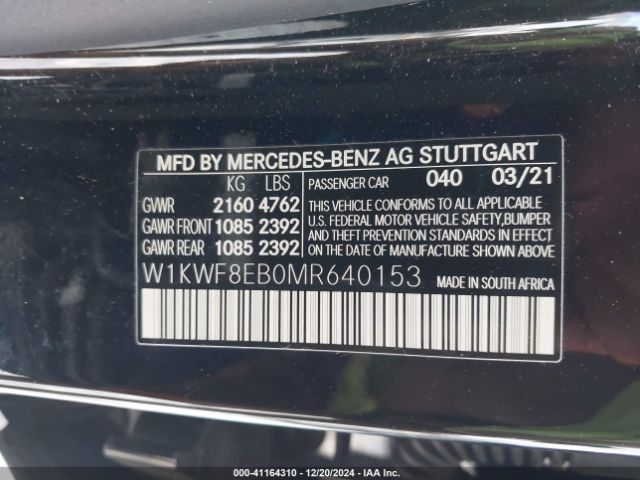 MFD BY MERCEDES-BENZ AG STUTTGART
KG LBS
GVWR 2160 4762
GAWR FRONT 1085 2392
GAWR REAR 1085 2392
PASSENGER CAR 040 03/21
THIS VEHICLE CONFORMS TO ALL APPLICABLE
U.S. FEDERAL MOTOR VEHICLE SAFETY, BUMPER
AND THEFT PREVENTION STANDARDS IN EFFECT
ON THE DATE OF MANUFACTURE SHOWN ABOVE.
W1KWF8EB0MR640153 MADE IN SOUTH AFRICA
000-41164310 - 12/20/2024 - IAA Inc.